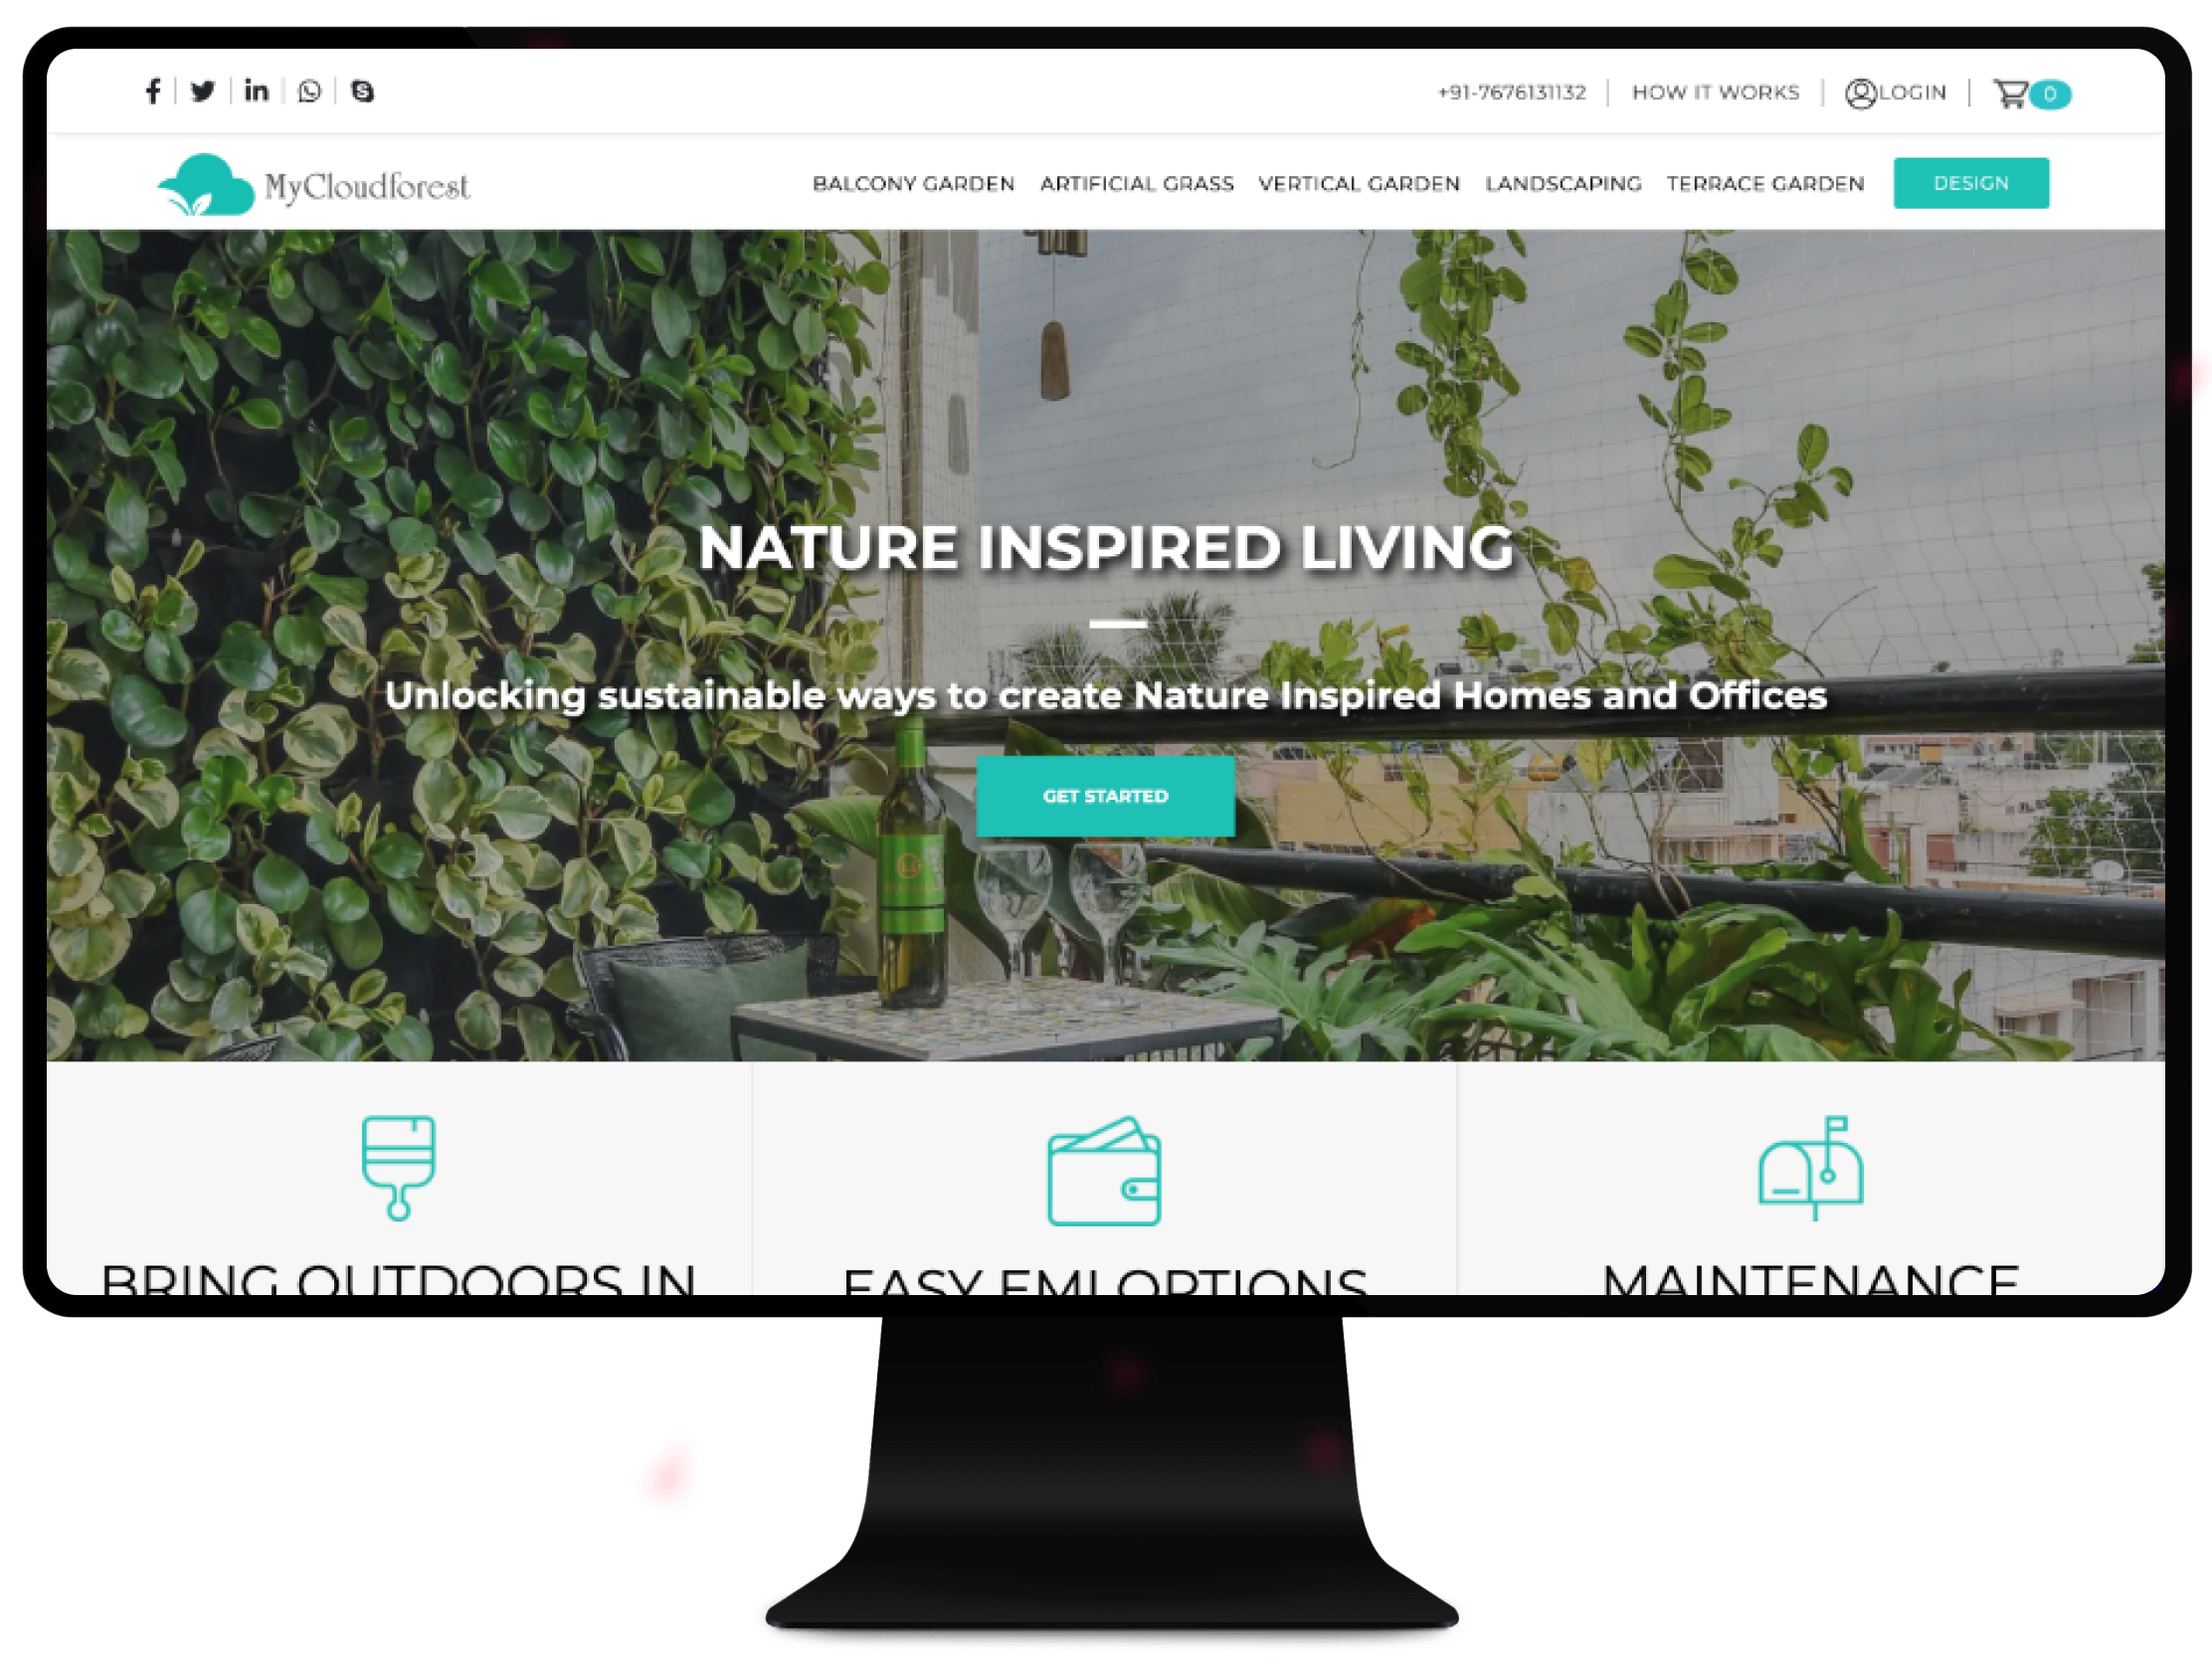 +91-7676131132 HOW IT WORKS LOGIN 0
MyCloudforest BALCONY GARDEN ARTIFICIAL GRASS VERTICAL GARDEN LANDSCAPING TERRACE GARDEN DESIGN
NATURE INSPIRED LIVING
Unlocking sustainable ways to create Nature Inspired Homes and Offices
GET STARTED
BRING OUTDOORS IN EASY EMI OPTIONS MAINTENANCE